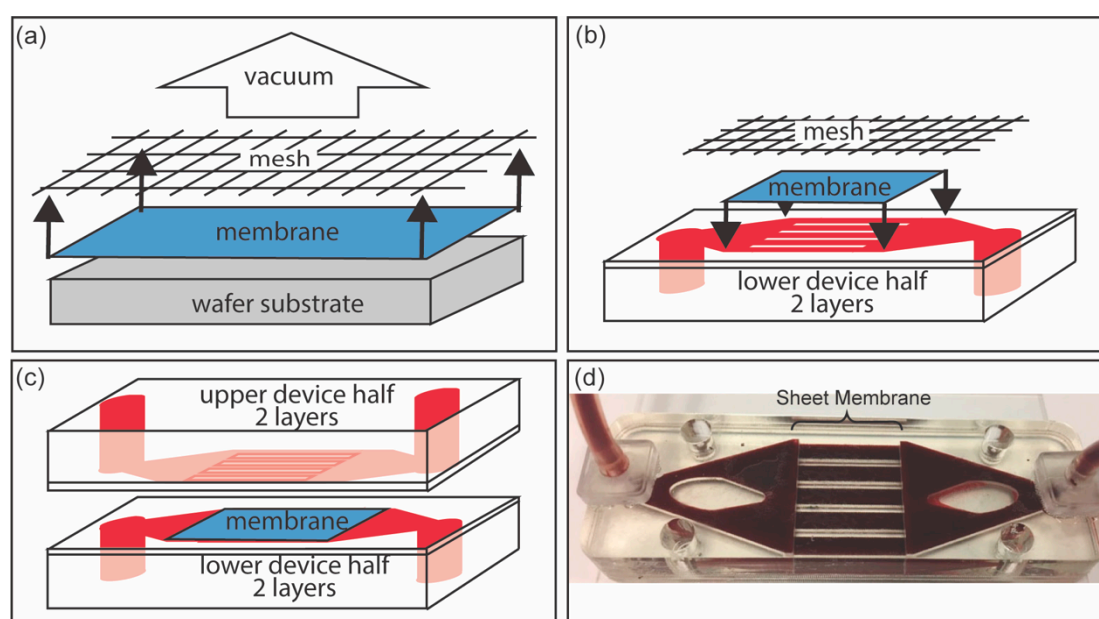 (a)
vacuum
mesh
membrane
wafer substrate
(b)
mesh
membrane
lower device half
2 layers
(c)
upper device half
2 layers
membrane
lower device half
2 layers
(d)
Sheet Membrane